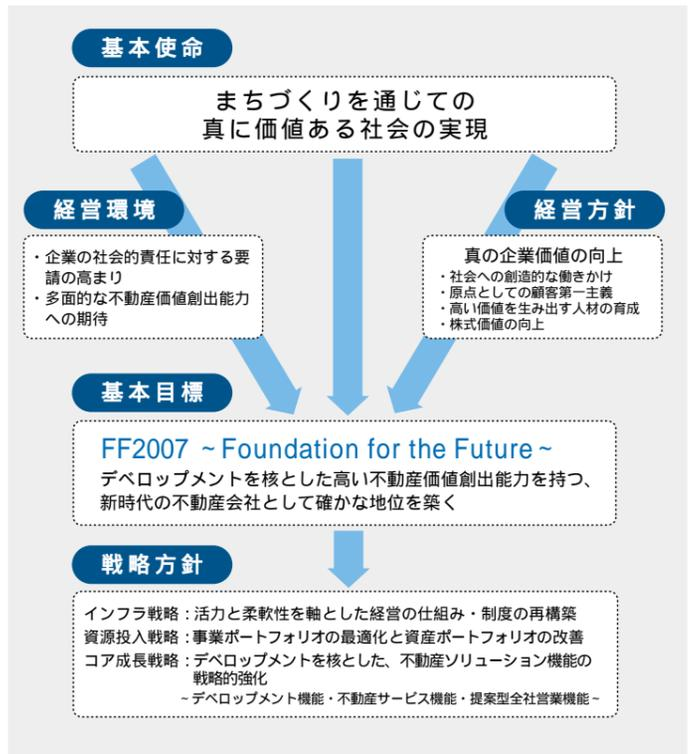 基本使命
まちづくりを通じての
真に価値ある社会の実現
経営環境
・企業の社会的責任に対する要
請の高まり
・多面的な不動産価値創出能力
への期待
経営方針
真の企業価値の向上
・社会への創造的な働きかけ
・原点としての顧客第一主義
・高い価値を生み出す人材の育成
・株式価値の向上
基本目標
FF2007 ~Foundation for the Future~
デベロップメントを核とした高い不動産価値創出能力を持つ、
新時代の不動産会社として確かな地位を築く
戦略方針
インフラ戦略：活力と柔軟性を軸とした経営の仕組み・制度の再構築
資源投入戦略：事業ポートフォリオの最適化と資産ポートフォリオの改善
コア成長戦略：デベロップメントを核とした、不動産ソリューション機能の
戦略的強化
~デベロップメント機能・不動産サービス機能・提案型全社営業機能~